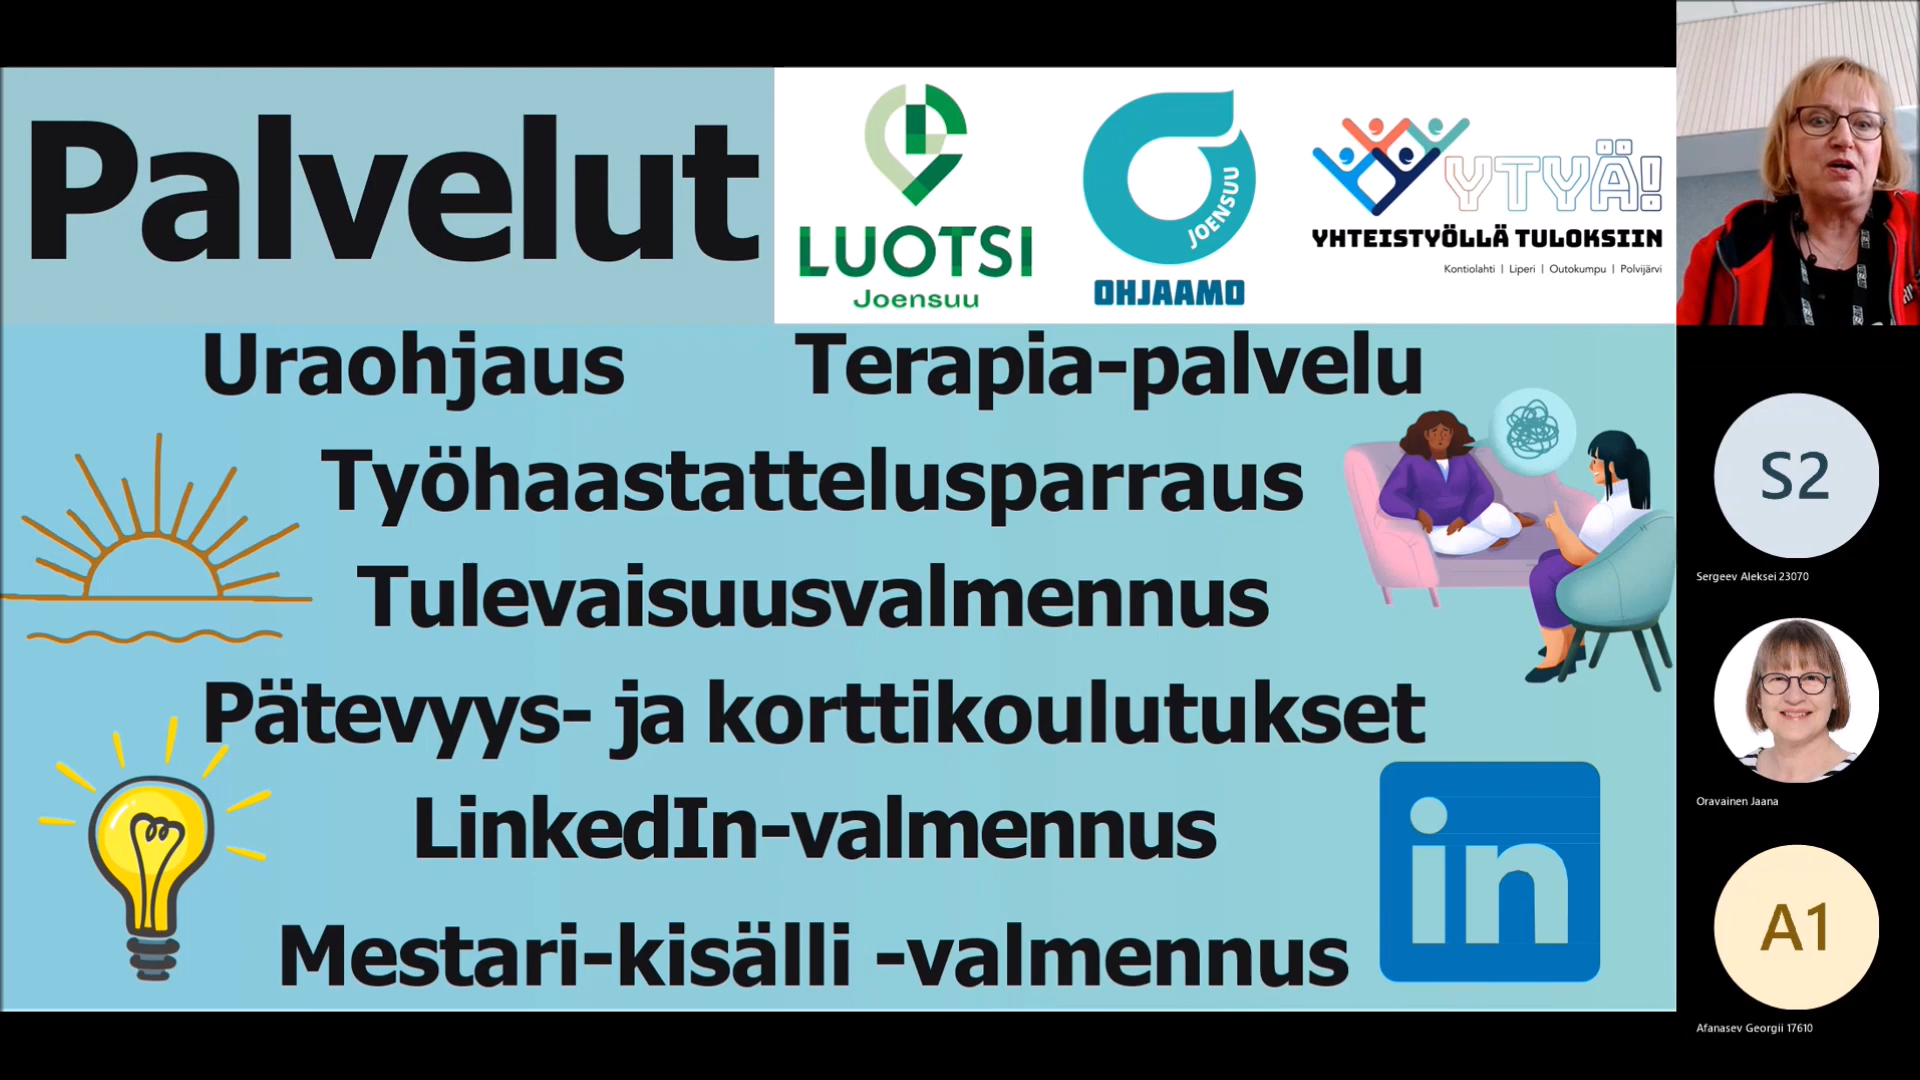 Palvelut
LUOTSI
Joensuu
JOENSUU
OHJAAMO
YTYÄ!
YHTEISTYÖLLÄ TULOKSIIN
Kontiolahti | Liperi | Outokumpu | Polvijärvi
Uraohjaus
Terapia-palvelu
Työhaastattelusparraus
Tulevaisuusvalmennus
Pätevyys- ja korttikoulutukset
LinkedIn-valmennus
in
Mestari-kisälli -valmennus
S2
Sergeev Aleksei 23070
Oravainen Jaana
A1
Afanasev Georgii 17610